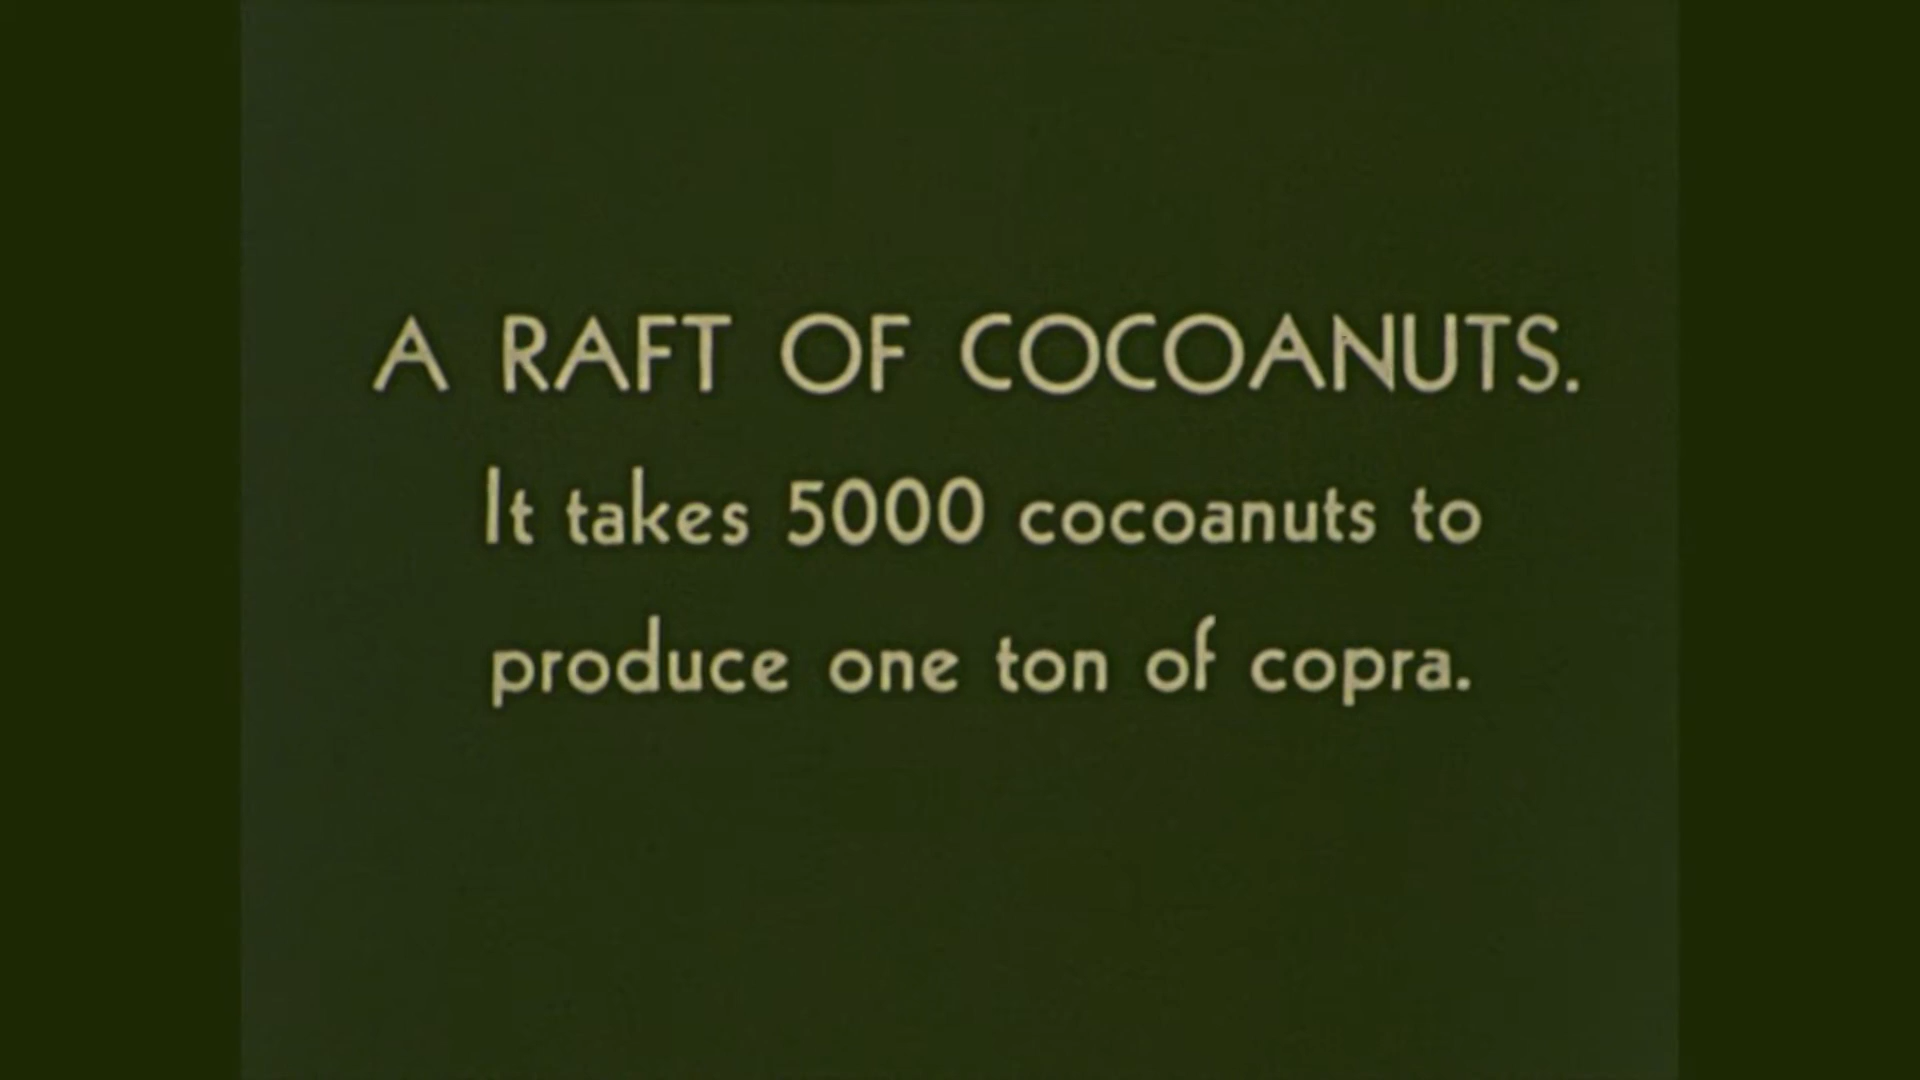 A RAFT OF COCOANUTS.
It takes 5000 cocoanuts to
produce one ton of copra.